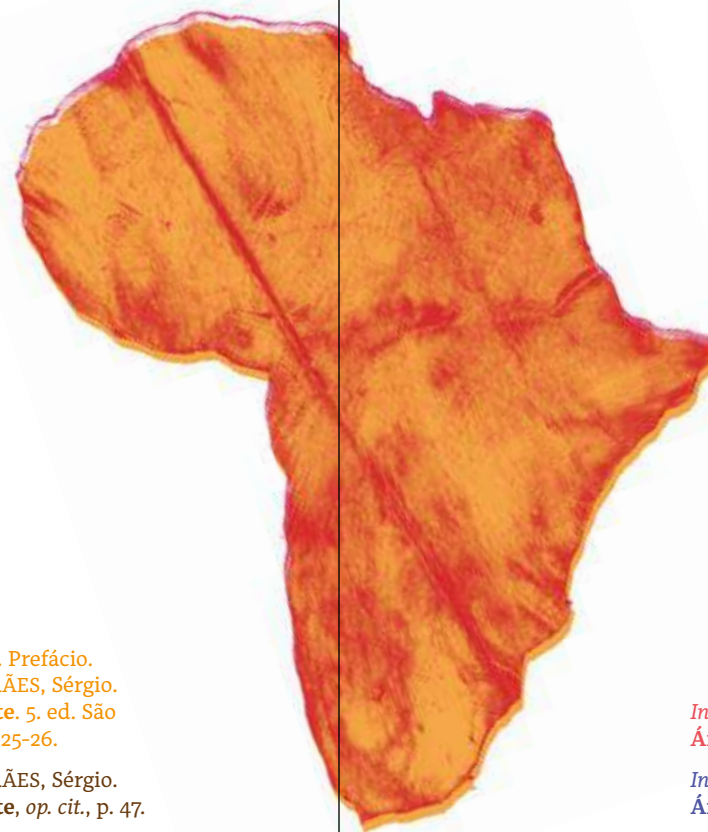 . Prefácio.
ÃES, Sérgio.
te. 5. ed. São
25-26.
ÃES, Sérgio.
te, op. cit., p. 47.
In
Á
In
Á